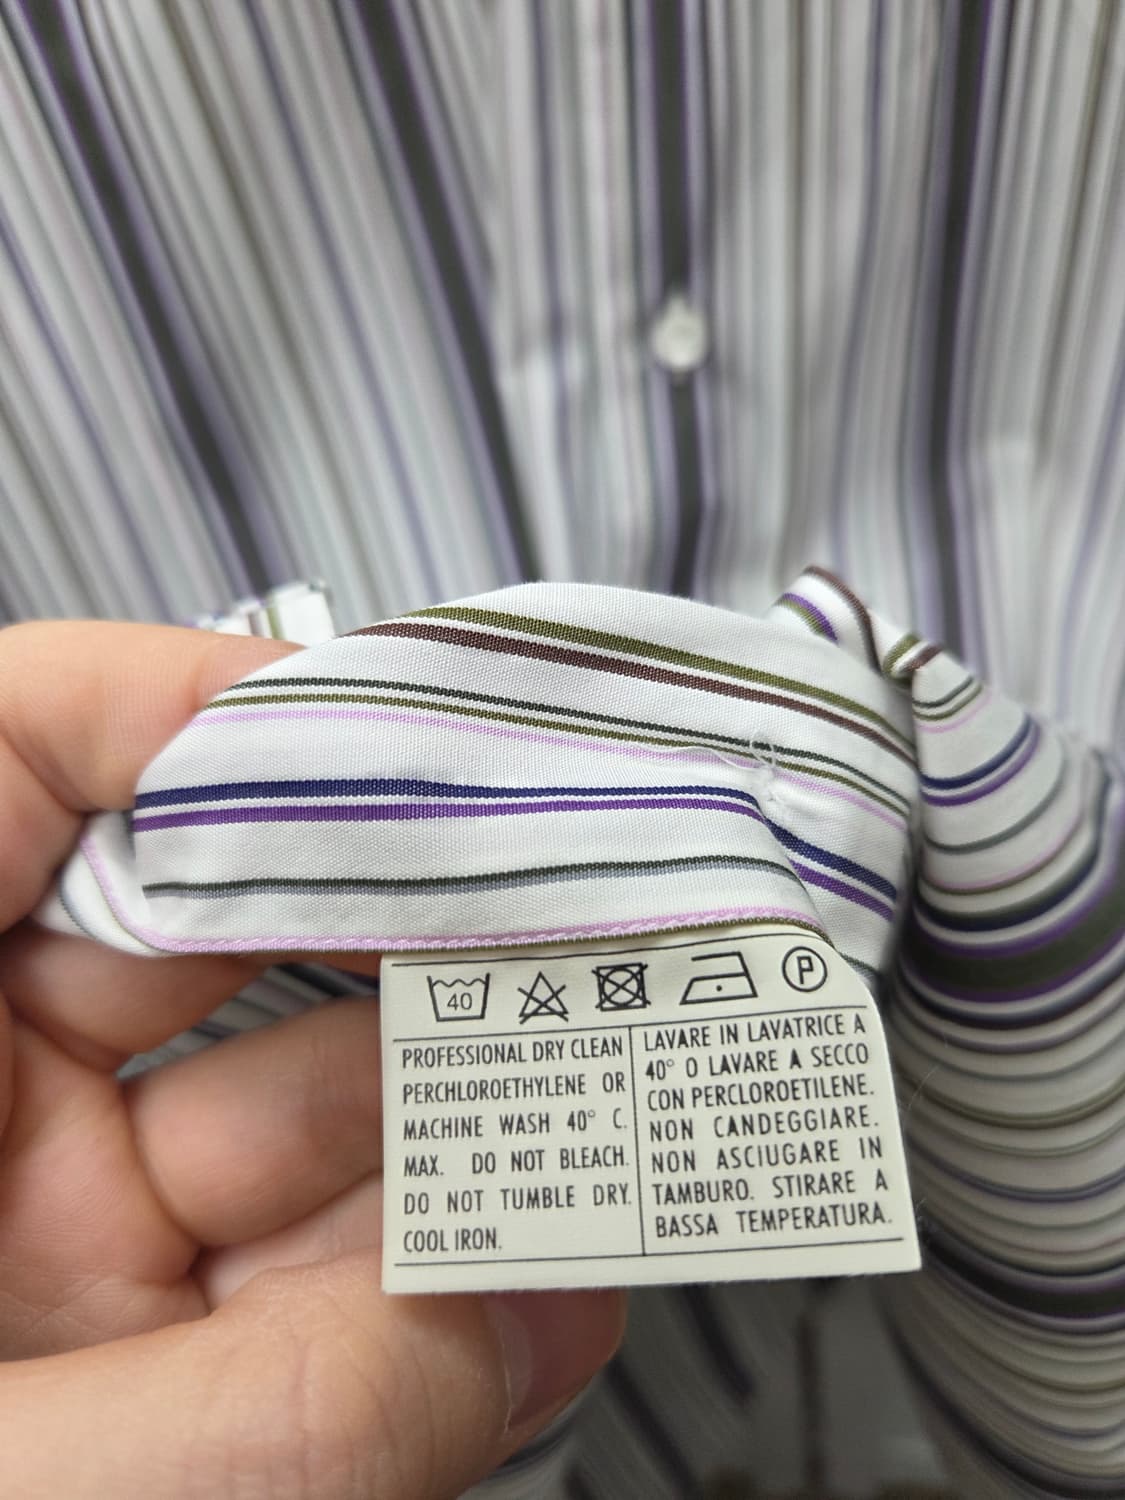 40
P
PROFESSIONAL DRY CLEAN
PERCHLOROETHYLENE OR
MACHINE WASH 40° C.
MAX. DO NOT BLEACH.
DO NOT TUMBLE DRY.
COOL IRON.
LAVARE IN LAVATRICE A
40° O LAVARE A SECCO
CON PERCLOROETILENE.
NON CANDEGGIARE.
NON ASCIUGARE IN
TAMBURO. STIRARE A
BASSA TEMPERATURA.